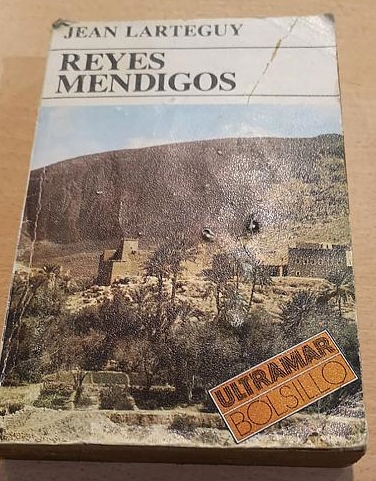 JEAN LARTEGUY
REYES
MENDIGOS
ULTRAMAR
BOLSILLO